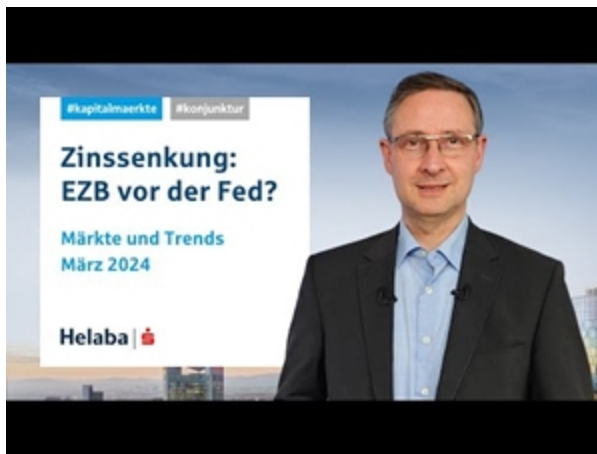 #kapitalmaerkte #konjunktur
Zinssenkung:
EZB vor der Fed?
Märkte und Trends
März 2024
Helaba